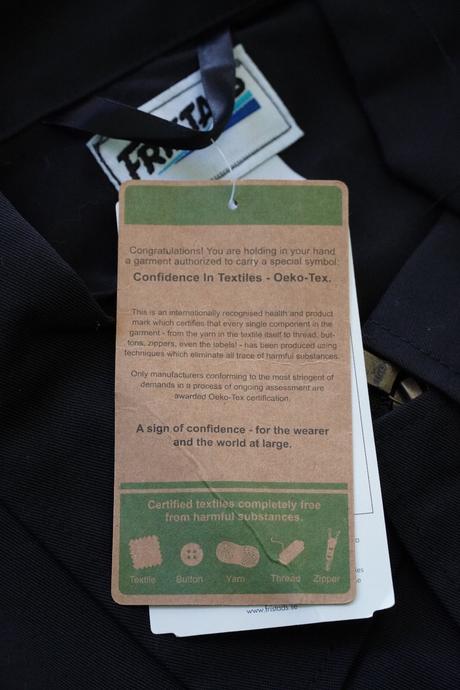 FRISTADS
Congratulations! You are holding in your hand
a garment authorized to carry a special symbol:
Confidence In Textiles - Oeko-Tex.
This is an internationally recognised health and product
mark which certifies that every single component in the
garment - from the yarn in the textile itself to thread, but-
tons, zippers, even the labels! - has been produced using
techniques which eliminate all trace of harmful substances.
Only manufacturers conforming to the most stringent of
demands in a process of ongoing assessment are
awarded Oeko-Tex certification.
A sign of confidence - for the wearer
and the world at large.
Certified textiles completely free
from harmful substances.
Textile Button Yarn Thread Zipper
www.fristads.se